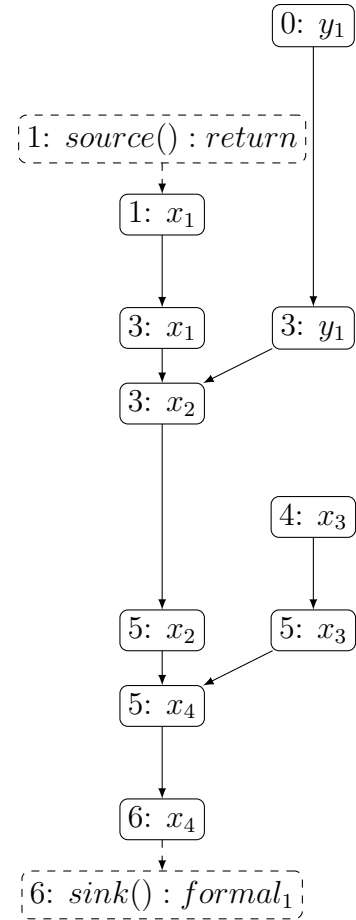 0: y₁
1: source() : return
1: x₁
3: x₁
3: y₁
3: x₂
4: x₃
5: x₂
5: x₃
5: x₄
6: x₄
6: sink() : formal₁